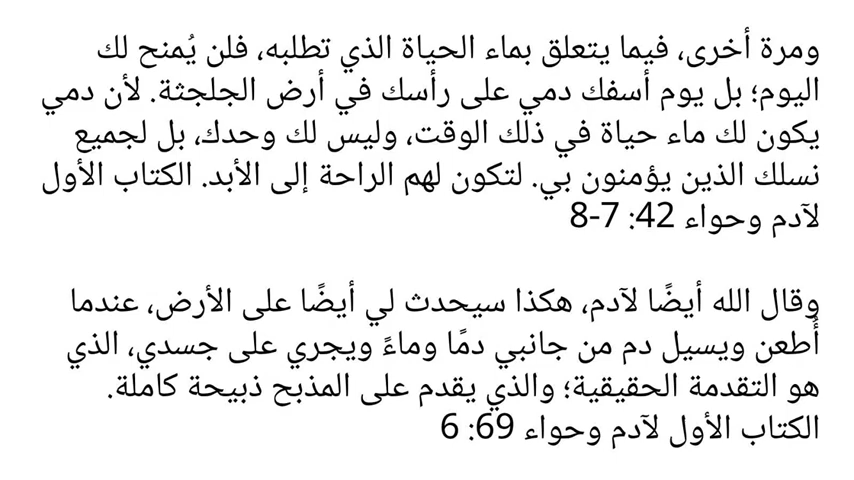 ومرة أخرى، فيما يتعلق بماء الحياة الذي تطلبه، فلن يُمنح لك
اليوم؛ بل يوم أسفك دمي على رأسك في أرض الجلجثة. لأن دمي
يكون لك ماء حياة في ذلك الوقت، وليس لك وحدك، بل لجميع
نسلك الذين يؤمنون بي. لتكون لهم الراحة إلى الأبد. الكتاب الأول
لآدم وحواء 42: 7-8
وقال الله أيضًا لآدم، هكذا سيحدث لي أيضًا على الأرض، عندما
أُطعن ويسيل دم من جانبي دمًا وماءً ويجري على جسدي، الذي
هو التقدمة الحقيقية؛ والذي يقدم على المذبح ذبيحة كاملة.
الكتاب الأول لآدم وحواء 69: 6